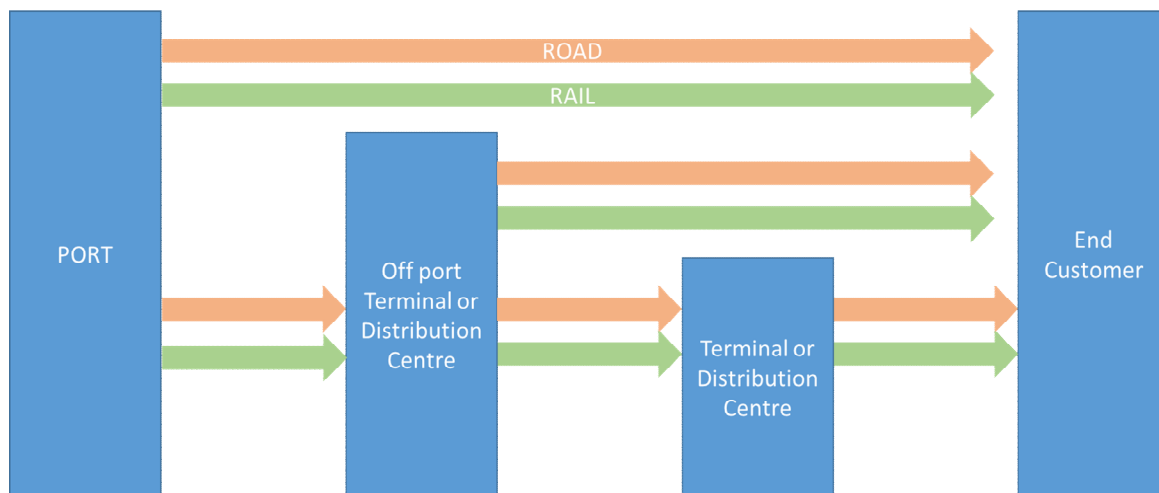 ROAD
RAIL
PORT
Off port
Terminal or
Distribution
Centre
Terminal or
Distribution
Centre
End
Customer